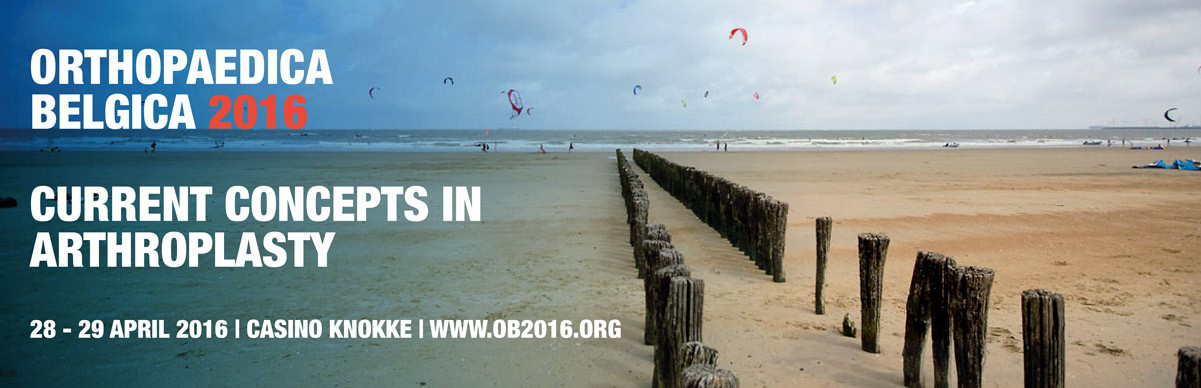 ORTHOPAEDICA
BELGICA 2016
CURRENT CONCEPTS IN
ARTHROPLASTY
28 - 29 APRIL 2016 | CASINO KNOKKE | WWW.OB2016.ORG